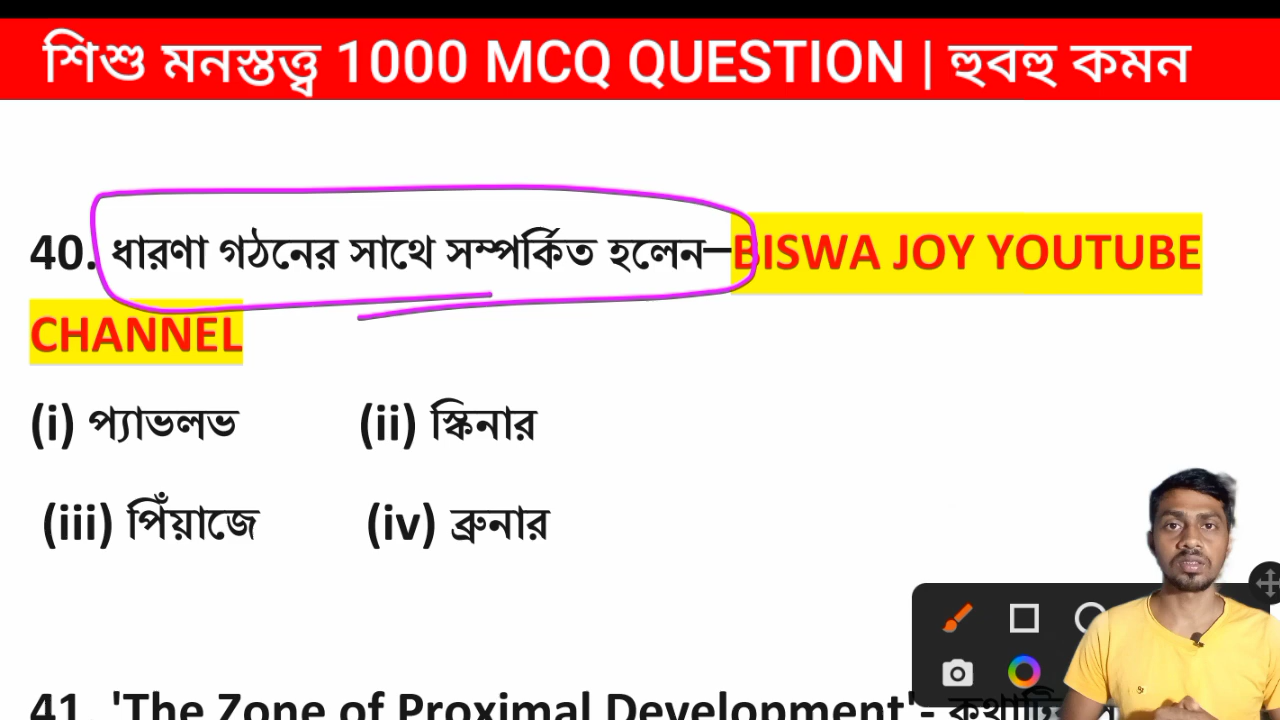 শিশু মনস্তত্ত্ব 1000 MCQ QUESTION | হুবহু কমন
40. ধারণা গঠনের সাথে সম্পর্কিত হলেন–BISWA JOY YOUTUBE
CHANNEL
(i) প্যাভলভ (ii) স্কিনার
(iii) পিঁয়াজে (iv) ব্রুনার
41. 'The Zone of Proximal Development'- কথাটি